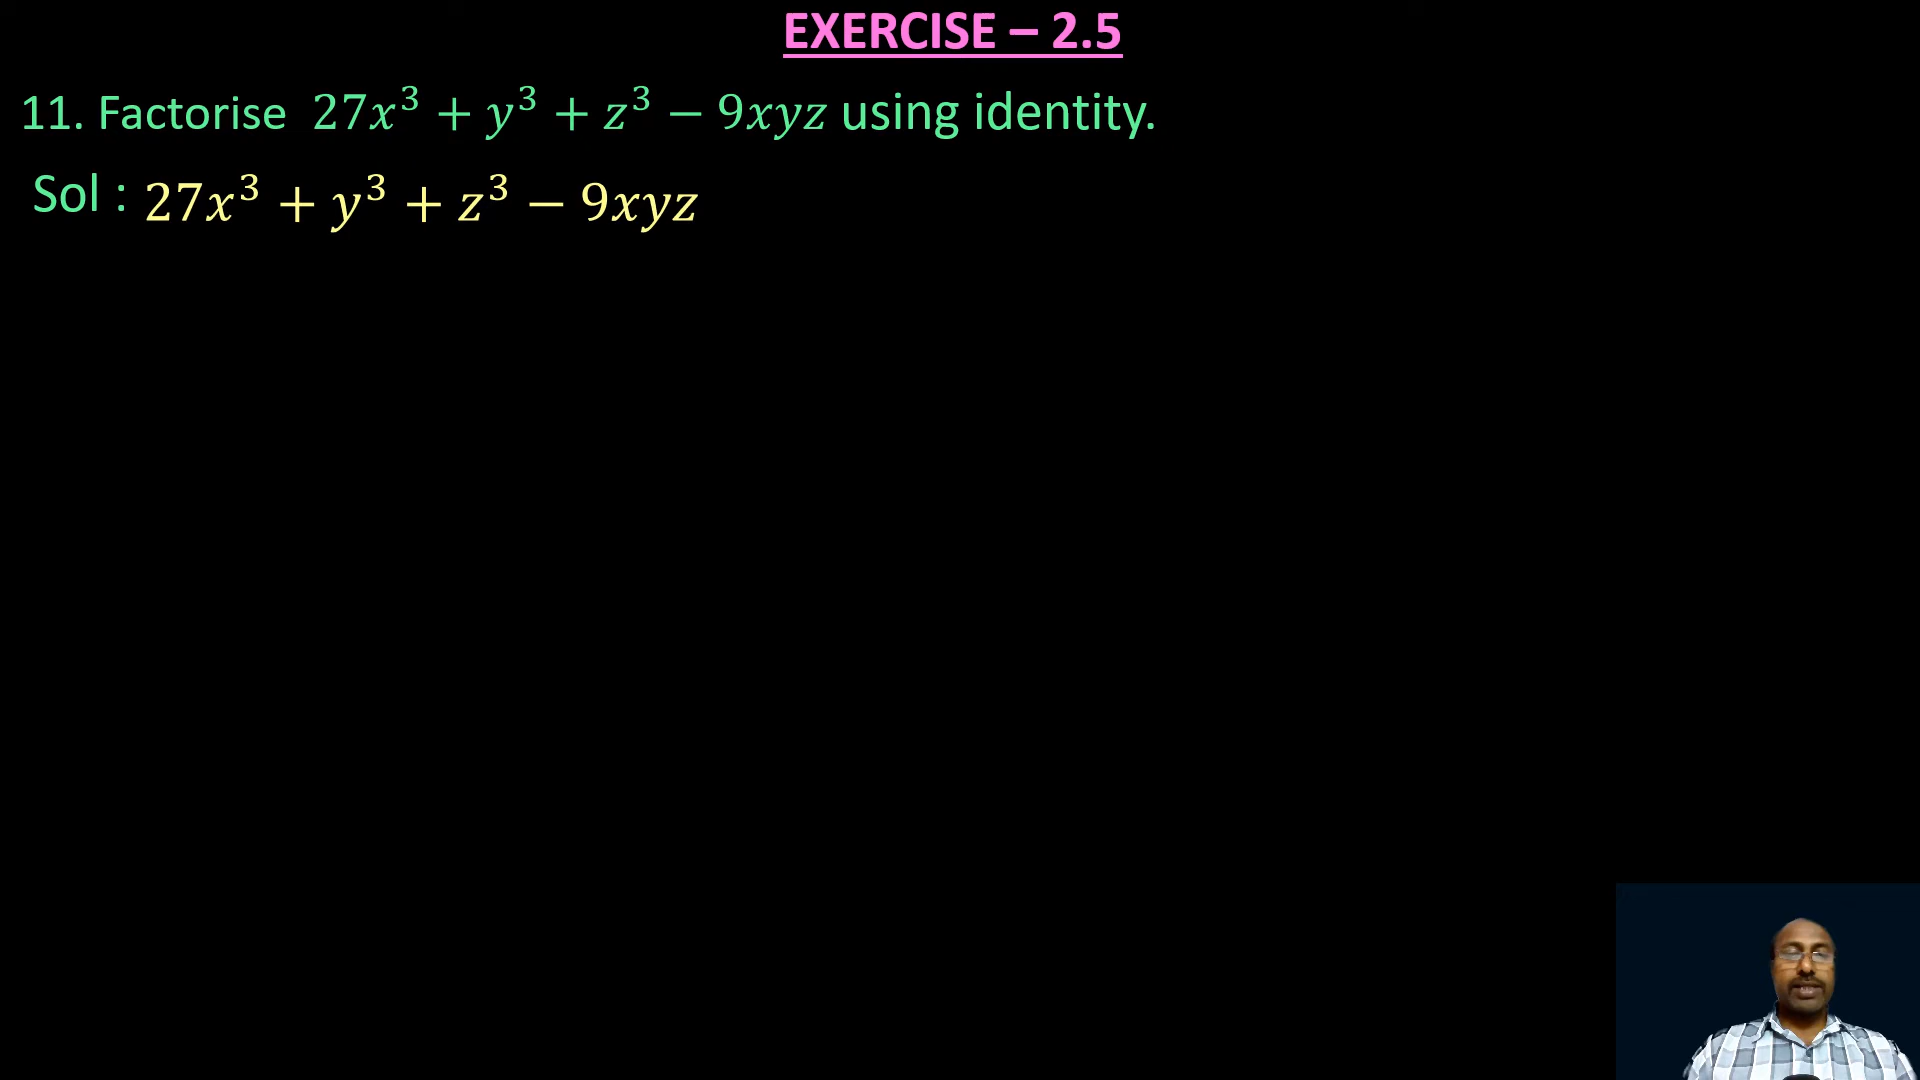 EXERCISE – 2.5
11. Factorise 27x³ + y³ + z³ − 9xyz using identity.
Sol : 27x³ + y³ + z³ − 9xyz